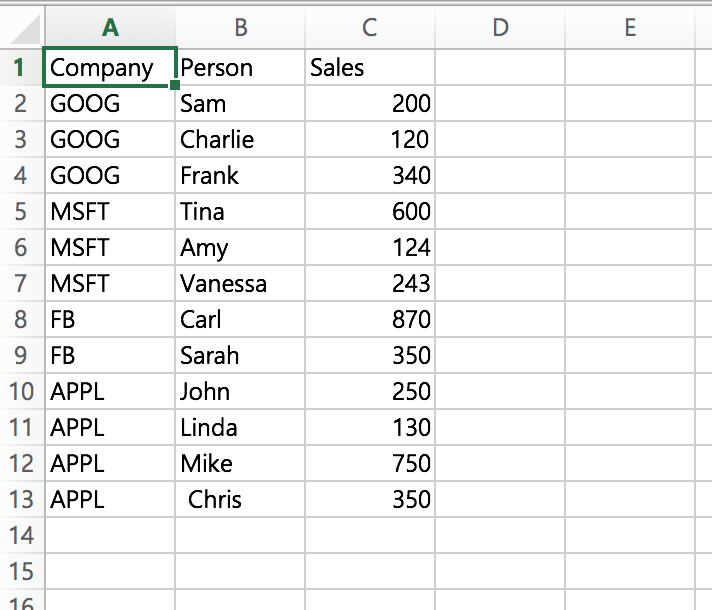 A B C D E
1 Company Person Sales
2 GOOG Sam 200
3 GOOG Charlie 120
4 GOOG Frank 340
5 MSFT Tina 600
6 MSFT Amy 124
7 MSFT Vanessa 243
8 FB Carl 870
9 FB Sarah 350
10 APPL John 250
11 APPL Linda 130
12 APPL Mike 750
13 APPL Chris 350
14
15
16